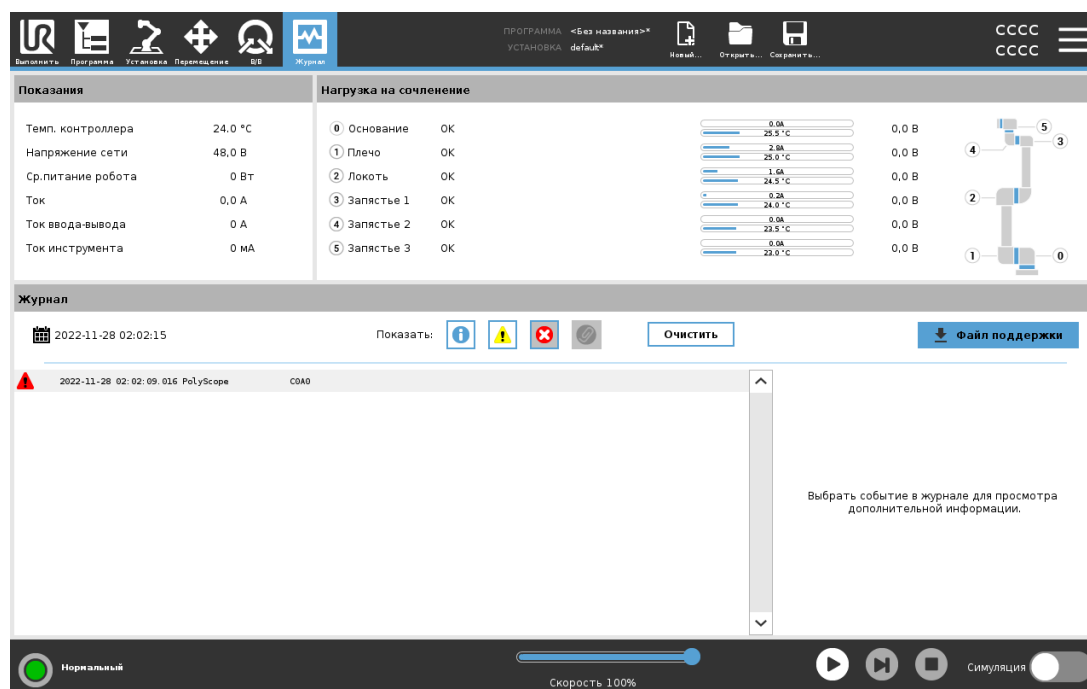 ПРОГРАММА <Без названия>*
УСТАНОВКА default*
Выполнить Программа Установка Перемещение В/В Журнал
Новый... Открыть... Сохранить...
CCCC
CCCC
Показания
Темп. контроллера 24.0 °C
Напряжение сети 48,0 В
Ср.питание робота 0 Вт
Ток 0,0 А
Ток ввода-вывода 0 А
Ток инструмента 0 мА
Нагрузка на сочленение
0 Основание OK 0.0A 25.5 °C 0,0 В
1 Плечо OK 2.8A 25.0 °C 0,0 В
2 Локоть OK 1.6A 24.5 °C 0,0 В
3 Запястье 1 OK 0.2A 24.0 °C 0,0 В
4 Запястье 2 OK 0.0A 23.5 °C 0,0 В
5 Запястье 3 OK 0.0A 23.0 °C 0,0 В
5
3
4
2
1 0
Журнал
2022-11-28 02:02:15 Показать: Очистить Файл поддержки
2022-11-28 02:02:09.016 PolyScope C0A0
Выбрать событие в журнале для просмотра
дополнительной информации.
Нормальный
Скорость 100%
Симуляция